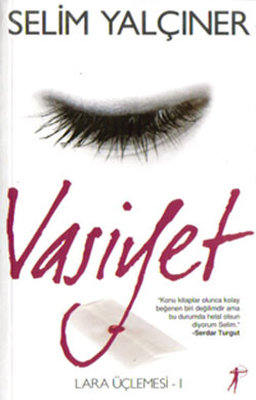 SELİM YALÇINER
Vasiyet
"Konu kitaplar olunca kolay
beğenen biri değilimdir ama
bu durumda helal olsun
diyorum Selim."
-Serdar Turgut
LARA ÜÇLEMESİ - I